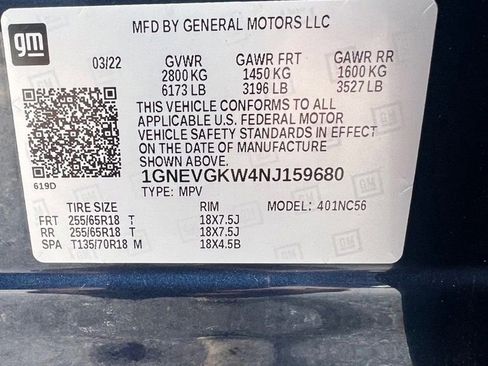 gm
MFD BY GENERAL MOTORS LLC
03/22 GVWR GAWR FRT GAWR RR
2800 KG 1450 KG 1600 KG
6173 LB 3196 LB 3527 LB
THIS VEHICLE CONFORMS TO ALL
APPLICABLE U.S. FEDERAL MOTOR
VEHICLE SAFETY STANDARDS IN EFFECT
ON THE DATE OF MANUFACTURE
SHOWN ABOVE.
619D
1GNEVGKW4NJ159680
TYPE: MPV
TIRE SIZE RIM MODEL: 401NC56
FRT 255/65R18 T 18X7.5J
RR 255/65R18 T 18X7.5J
SPA T135/70R18 M 18X4.5B